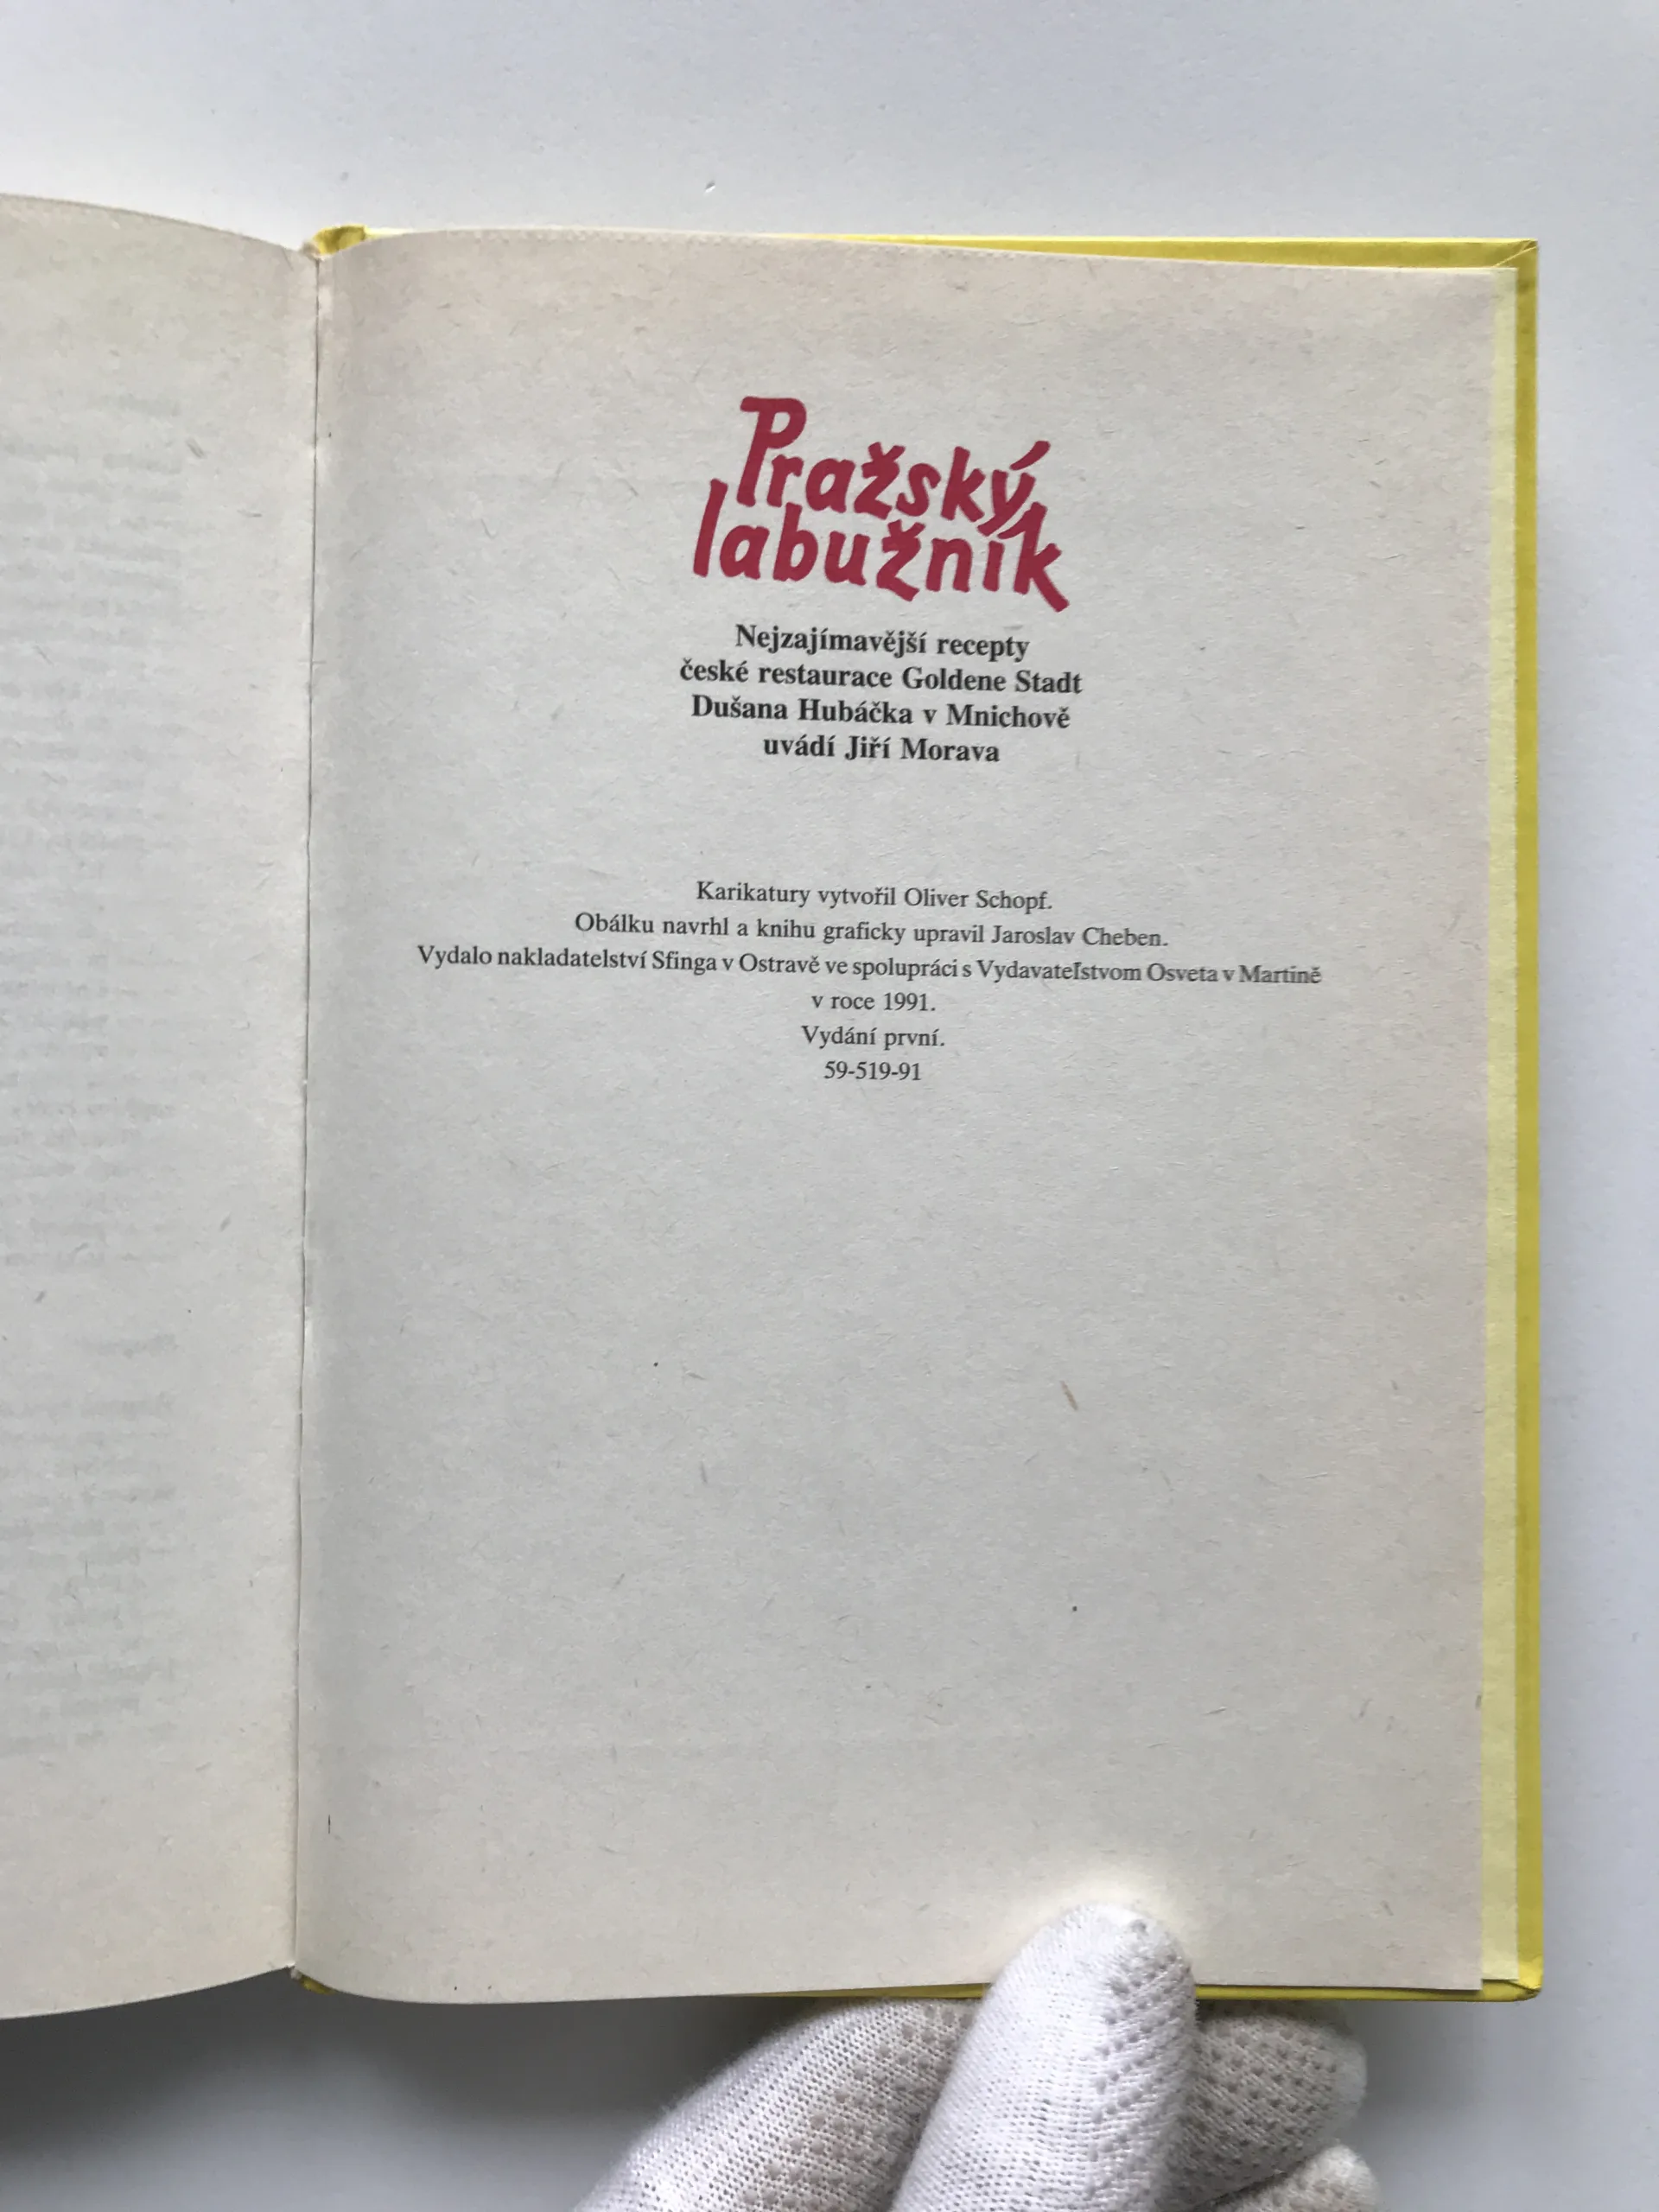 Pražský
labužník
Nejzajímavější recepty
české restaurace Goldene Stadt
Dušana Hubáčka v Mnichově
uvádí Jiří Morava
Karikatury vytvořil Oliver Schopf.
Obálku navrhl a knihu graficky upravil Jaroslav Cheben.
Vydalo nakladatelství Sfinga v Ostravě ve spolupráci s Vydavateľstvom Osveta v Martině
v roce 1991.
Vydání první.
59-519-91